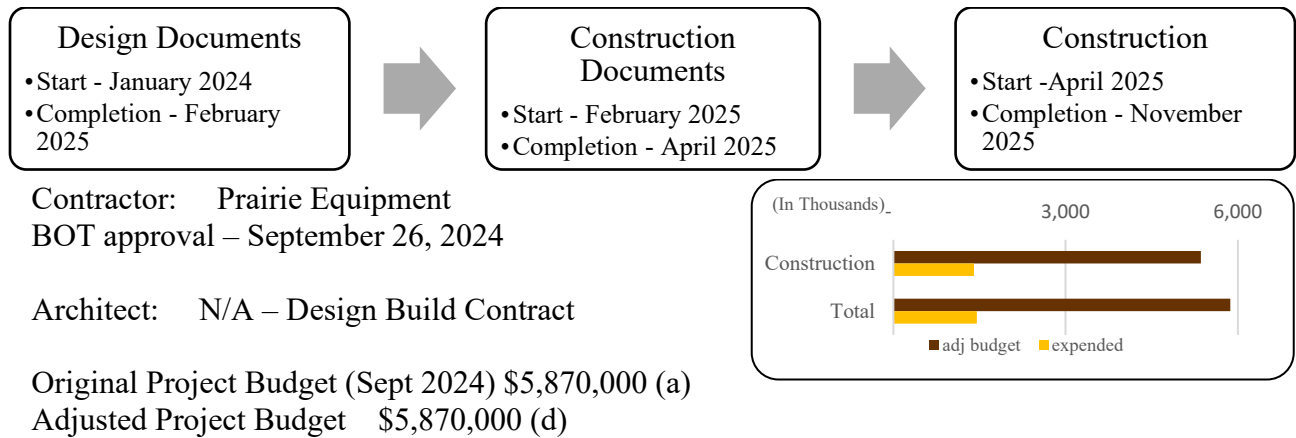 Design Documents
•Start - January 2024
•Completion - February
2025
Construction
Documents
•Start - February 2025
•Completion - April 2025
Construction
•Start -April 2025
•Completion - November
2025
Contractor: Prairie Equipment
BOT approval – September 26, 2024
Architect: N/A – Design Build Contract
Original Project Budget (Sept 2024) $5,870,000 (a)
Adjusted Project Budget $5,870,000 (d)
(In Thousands) - 3,000 6,000
Construction
Total
adj budget expended